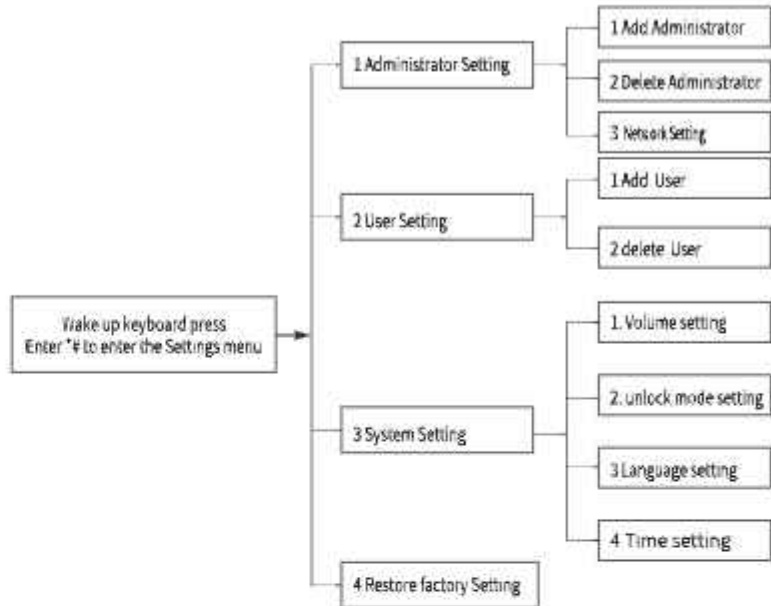 1 Add Administrator
1 Administrator Setting
2 Delete Administrator
3 Network Setting
1 Add User
2 User Setting
2 delete User
Wake up keyboard press
Enter *# to enter the Settings menu
1. Volume setting
2. unlock mode setting
3 System Setting
3 Language setting
4 Time setting
4 Restore factory Setting